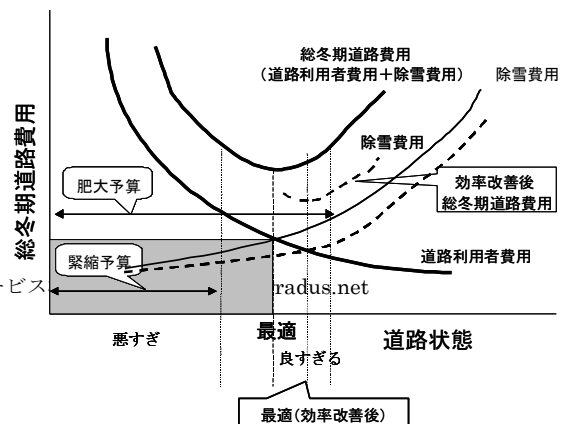 総冬期道路費用
（道路利用者費用＋除雪費用）
除雪費用
除雪費用
効率改善後
総冬期道路費用
総冬期道路費用
肥大予算
道路利用者費用
緊縮予算
ービス
radus.net
悪すぎ
最適
良すぎる
道路状態
最適（効率改善後）